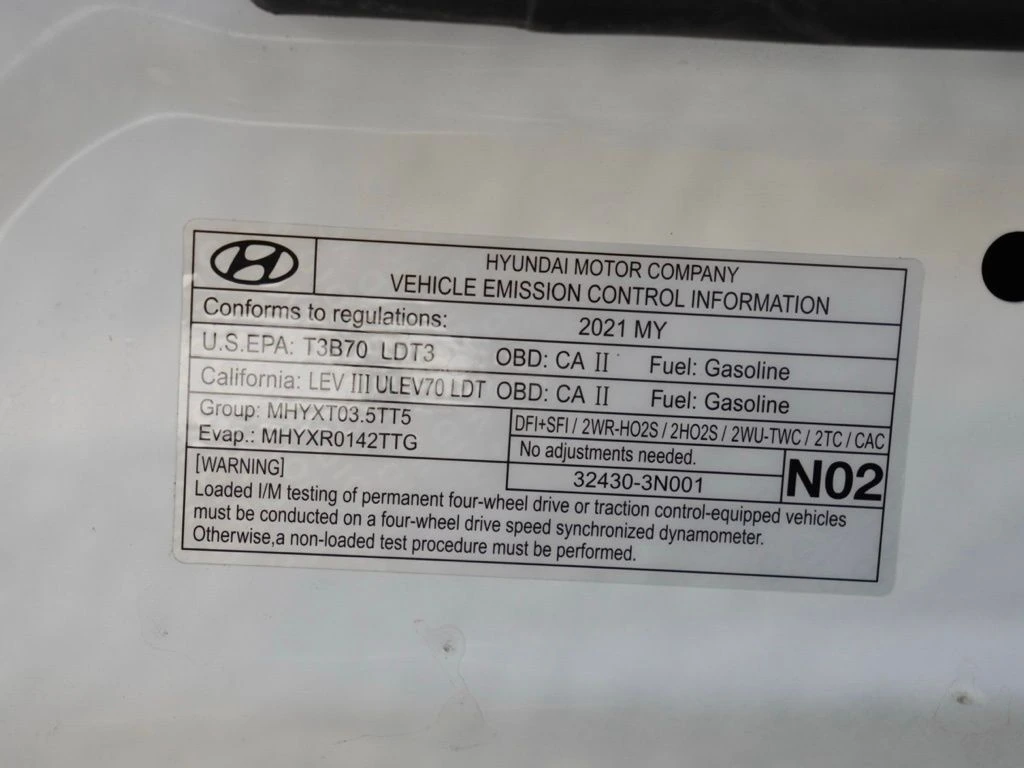 HYUNDAI MOTOR COMPANY
VEHICLE EMISSION CONTROL INFORMATION
Conforms to regulations: 2021 MY
U.S.EPA: T3B70 LDT3 OBD: CA II Fuel: Gasoline
California: LEV III ULEV70 LDT OBD: CA II Fuel: Gasoline
Group: MHYXT03.5TT5
Evap.: MHYXR0142TTG
DFI+SFI / 2WR-HO2S / 2HO2S / 2WU-TWC / 2TC / CAC
No adjustments needed.
32430-3N001
N02
[WARNING]
Loaded I/M testing of permanent four-wheel drive or traction control-equipped vehicles
must be conducted on a four-wheel drive speed synchronized dynamometer.
Otherwise,a non-loaded test procedure must be performed.